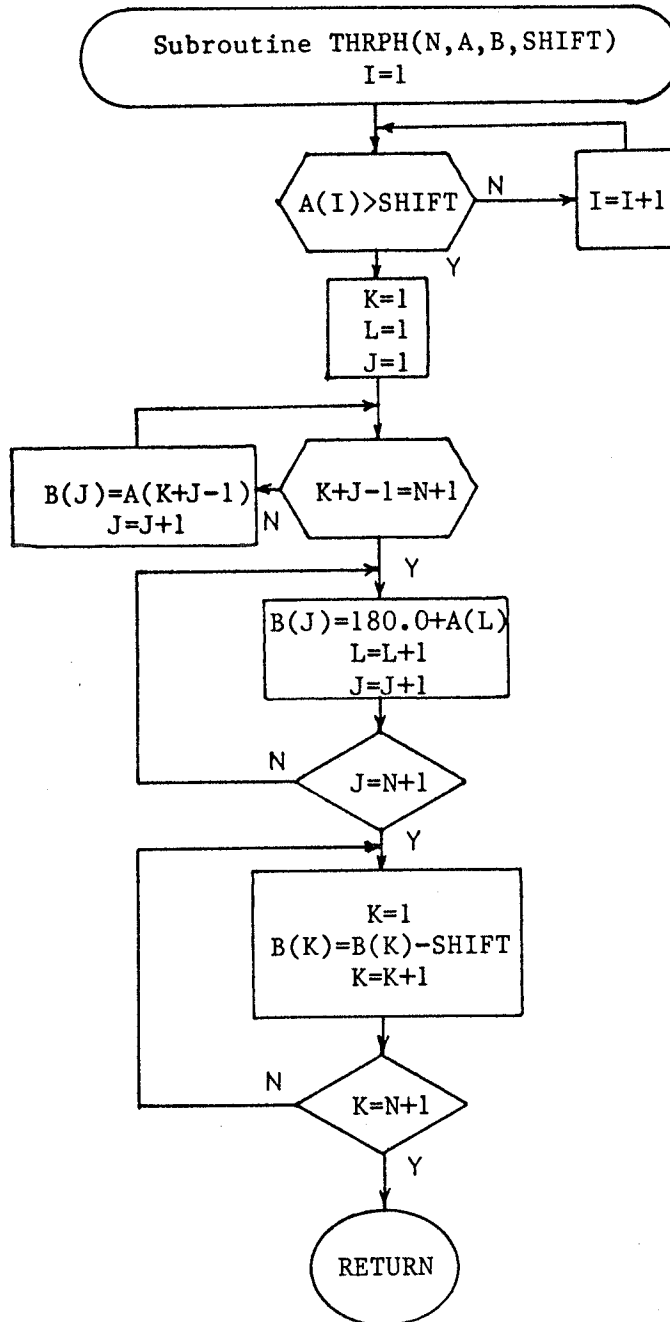 Subroutine THRPH(N,A,B,SHIFT)
I=1
A(I)>SHIFT
N
I=I+1
Y
K=1
L=1
J=1
B(J)=A(K+J-1)
J=J+1
N
K+J-1=N+1
Y
B(J)=180.0+A(L)
L=L+1
J=J+1
N
J=N+1
Y
K=1
B(K)=B(K)-SHIFT
K=K+1
N
K=N+1
Y
RETURN